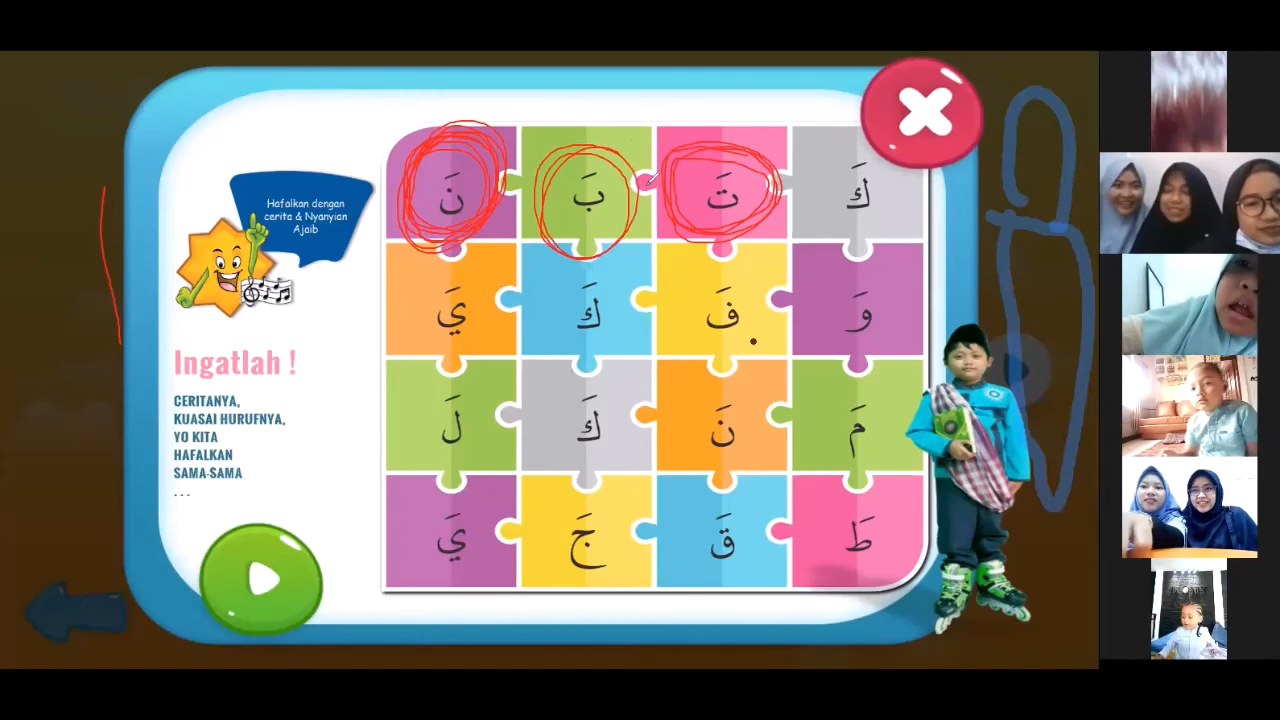 Hafalkan dengan
cerita & Nyanyian
Ajaib
Ingatlah !
CERITANYA,
KUASAI HURUFNYA,
YO KITA
HAFALKAN
SAMA-SAMA
...
كَ تَ بَ نَ
وَ فَ كَ يَ
مَ نَ كَ لَ
طَ قَ جَ يَ